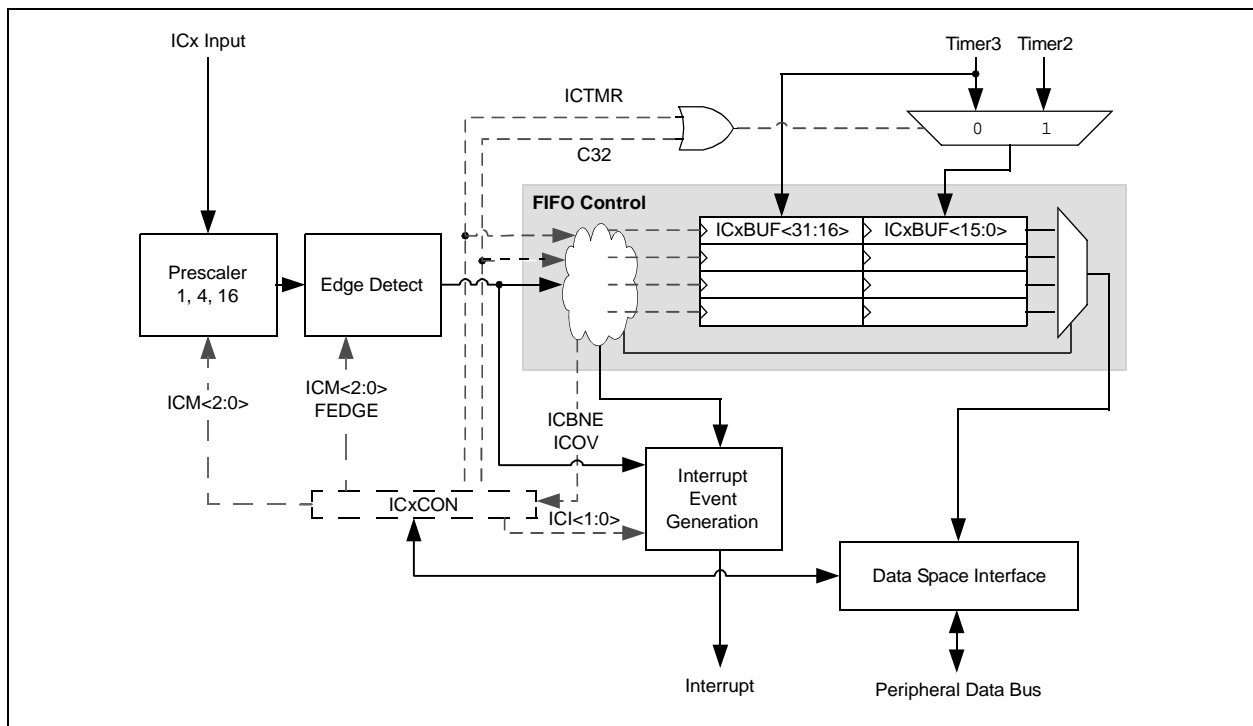 ICx Input
Timer3
Timer2
ICTMR
0
1
C32
FIFO Control
ICxBUF<31:16>
ICxBUF<15:0>
Prescaler
1, 4, 16
Edge Detect
ICM<2:0>
ICM<2:0>
FEDGE
ICBNE
ICOV
Interrupt
Event
Generation
ICxCON
ICI<1:0>
Data Space Interface
Interrupt
Peripheral Data Bus